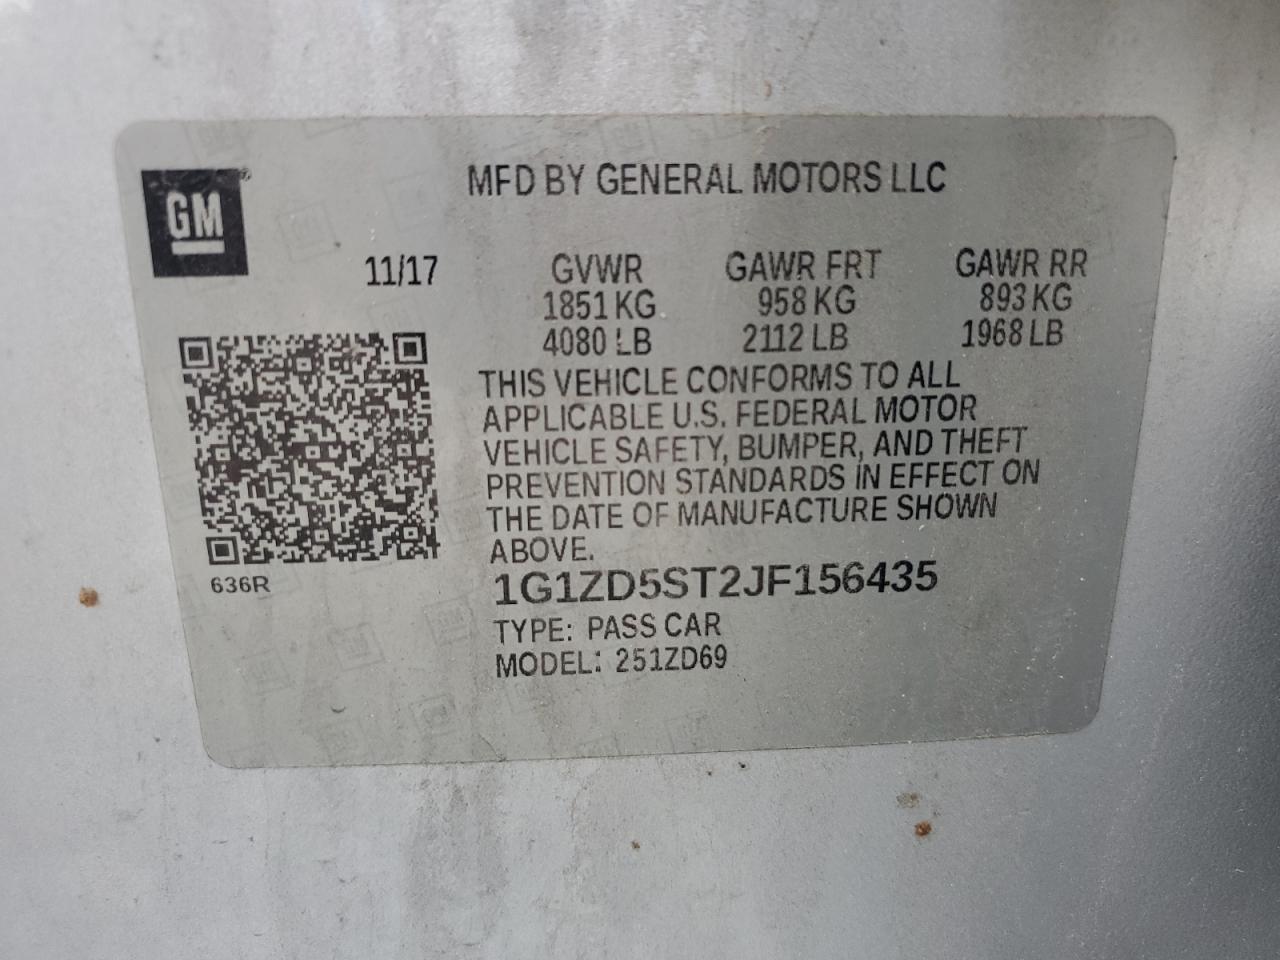 GM
MFD BY GENERAL MOTORS LLC
11/17
GVWR GAWR FRT GAWR RR
1851 KG 958 KG 893 KG
4080 LB 2112 LB 1968 LB
THIS VEHICLE CONFORMS TO ALL
APPLICABLE U.S. FEDERAL MOTOR
VEHICLE SAFETY, BUMPER, AND THEFT
PREVENTION STANDARDS IN EFFECT ON
THE DATE OF MANUFACTURE SHOWN
ABOVE.
636R
1G1ZD5ST2JF156435
TYPE: PASS CAR
MODEL: 251ZD69